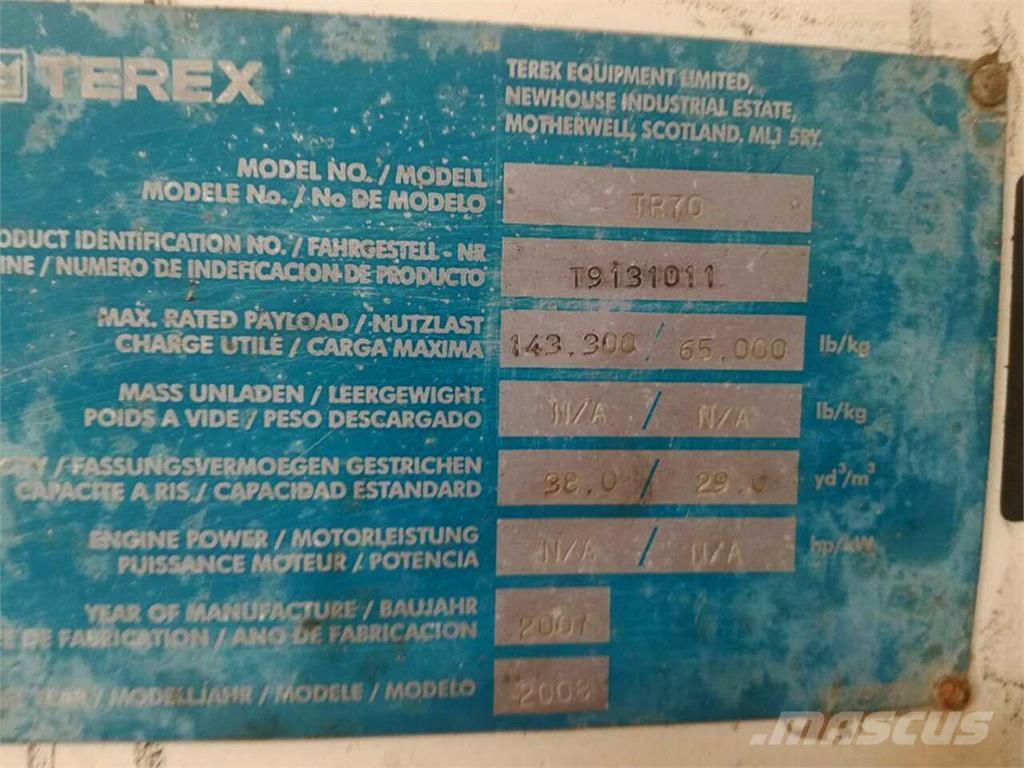 TEREX
TEREX EQUIPMENT LIMITED,
NEWHOUSE INDUSTRIAL ESTATE,
MOTHERWELL, SCOTLAND. ML1 5RY.
MODEL NO. / MODELL
MODELE No. / No DE MODELO
TR70
ODUCT IDENTIFICATION NO. / FAHRGESTELL - NR
INE / NUMERO DE INDEFICACION DE PRODUCTO
T9131011
MAX. RATED PAYLOAD / NUTZLAST
CHARGE UTILE / CARGA MAXIMA
143.300 / 65.000 lb/kg
MASS UNLADEN / LEERGEWIGHT
POIDS A VIDE / PESO DESCARGADO
N/A / N/A lb/kg
CITY / FASSUNGSVERMOEGEN GESTRICHEN
CAPACITE A RIS / CAPACIDAD ESTANDARD
38.0 / 29.0 yd³/m³
ENGINE POWER / MOTORLEISTUNG
PUISSANCE MOTEUR / POTENCIA
N/A / N/A hp/kW
YEAR OF MANUFACTURE / BAUJAHR
DE FABRICATION / ANO DE FABRICACION
2007
YEAR / MODELLJAHR / MODELE / MODELO
2008
MASCUS